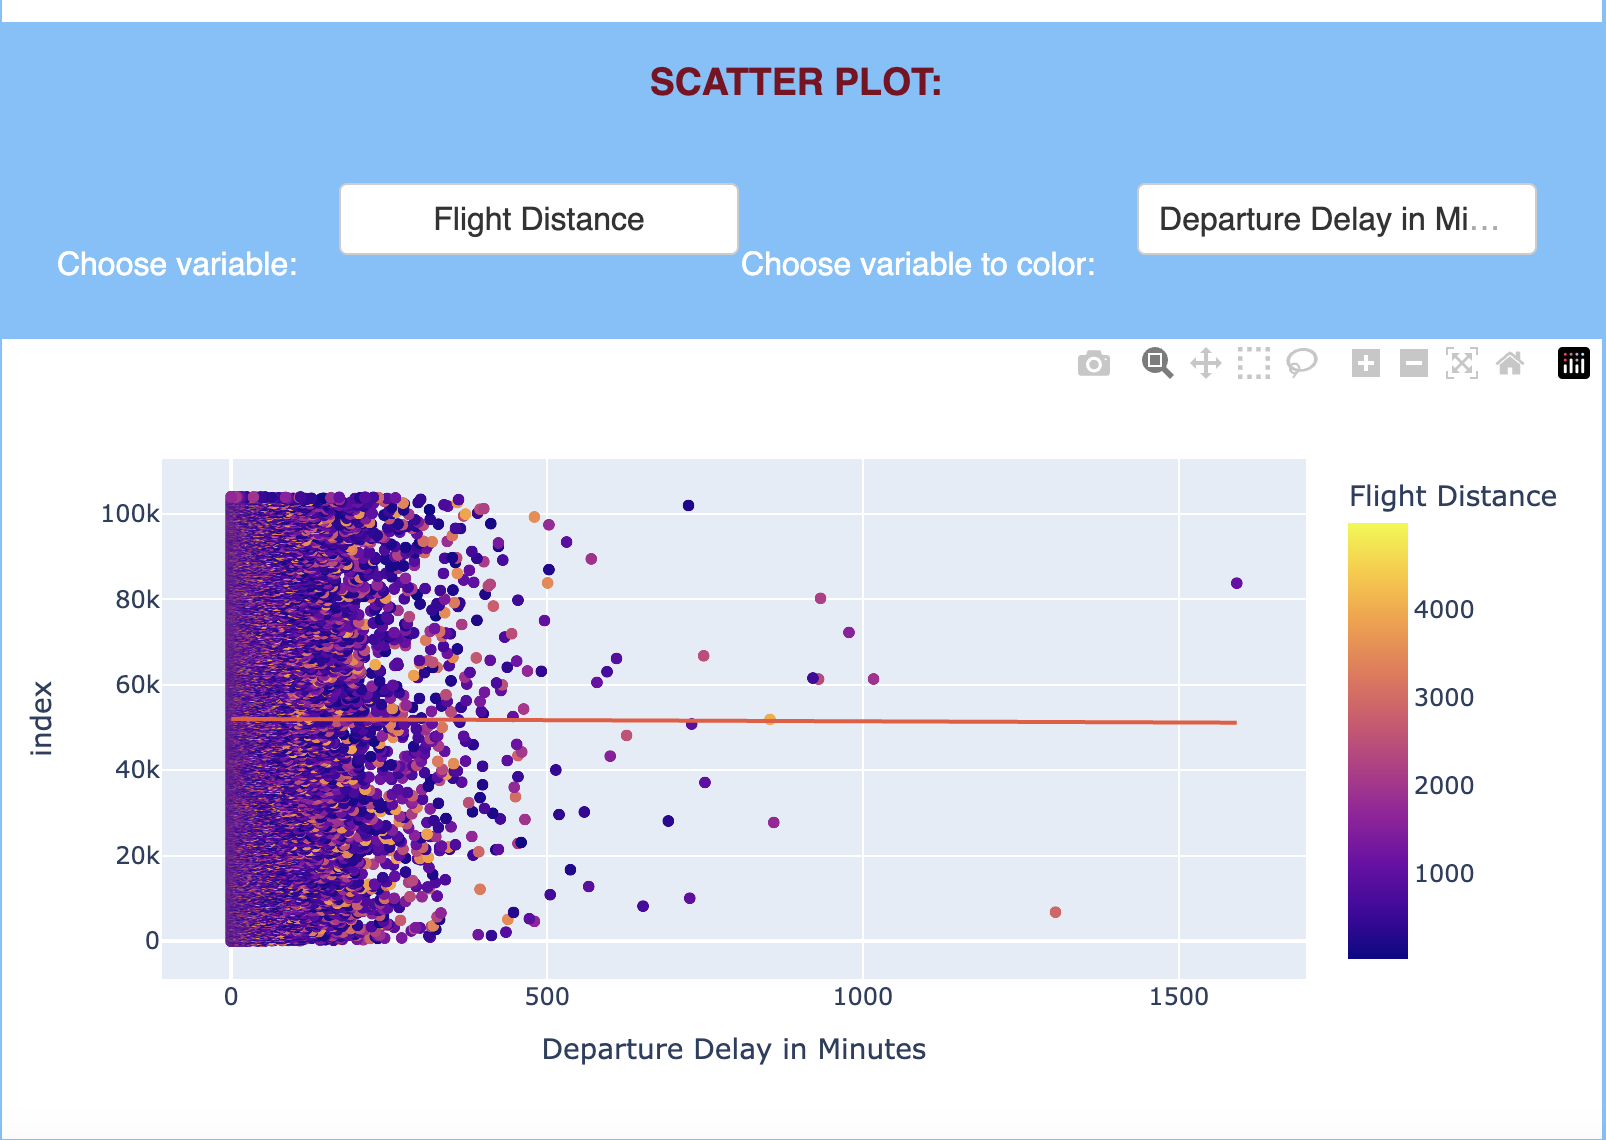 SCATTER PLOT:
Flight Distance
Departure Delay in Mi...
Choose variable:
Choose variable to color:
Flight Distance
100k
80k
60k
40k
20k
0
index
4000
3000
2000
1000
0
500
1000
1500
Departure Delay in Minutes